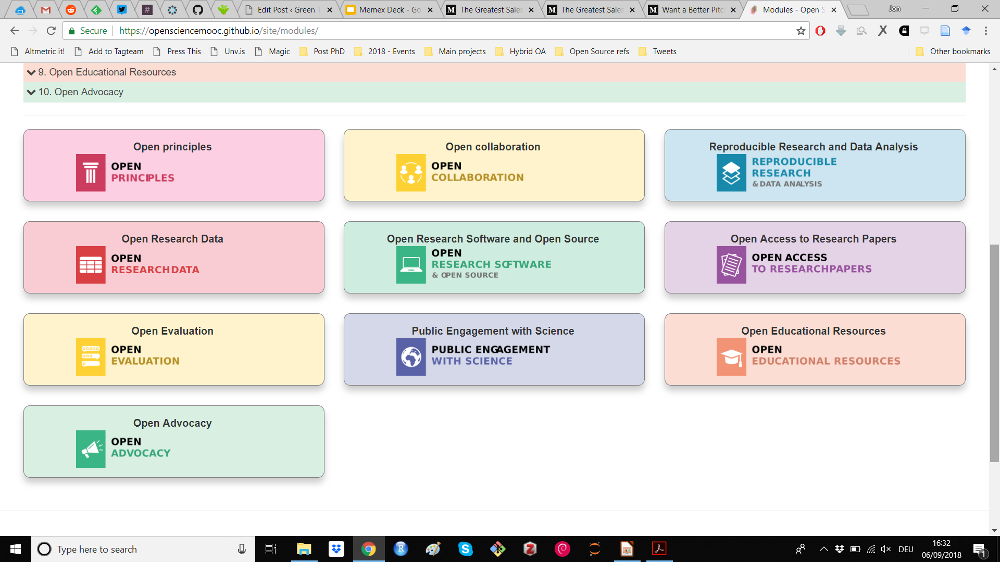 Edit Post ‹ Green T
Memex Deck - Go
The Greatest Sales
The Greatest Sales
Want a Better Pitc
Modules - Open S
Jon
Secure
https://opensciencemooc.github.io/site/modules/
Altmetric it!
Add to Tagteam
Press This
Unv.is
Magic
Post PhD
2018 - Events
Main projects
Hybrid OA
Open Source refs
Tweets
Other bookmarks
9. Open Educational Resources
10. Open Advocacy
Open principles
OPEN
PRINCIPLES
Open collaboration
OPEN
COLLABORATION
Reproducible Research and Data Analysis
REPRODUCIBLE
RESEARCH
& DATA ANALYSIS
Open Research Data
OPEN
RESEARCH DATA
Open Research Software and Open Source
OPEN
RESEARCH SOFTWARE
& OPEN SOURCE
Open Access to Research Papers
OPEN ACCESS
TO RESEARCH PAPERS
Open Evaluation
OPEN
EVALUATION
Public Engagement with Science
PUBLIC ENGAGEMENT
WITH SCIENCE
Open Educational Resources
OPEN
EDUCATIONAL RESOURCES
Open Advocacy
OPEN
ADVOCACY
Type here to search
DEU
16:32
06/09/2018
1